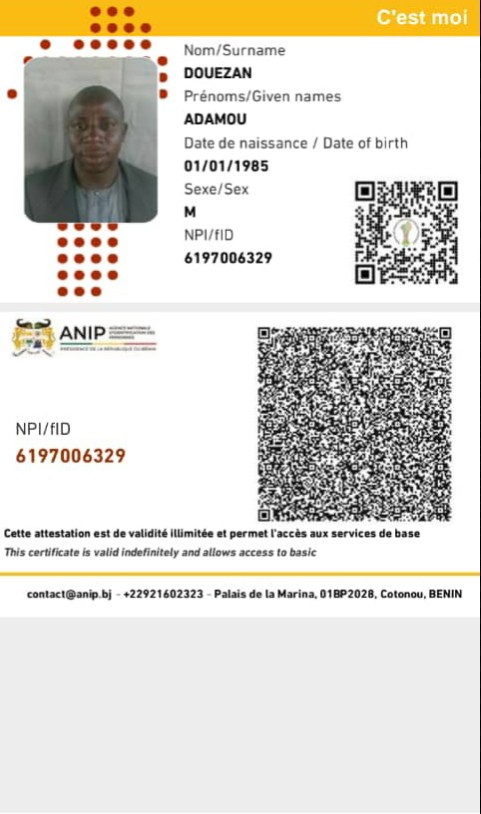 C'est moi
Nom/Surname
DOUEZAN
Prénoms/Given names
ADAMOU
Date de naissance / Date of birth
01/01/1985
Sexe/Sex
M
NPI/fID
6197006329
ANIP
AGENCE NATIONALE
D'IDENTIFICATION DES
PERSONNES
PRÉSIDENCE DE LA RÉPUBLIQUE DU BÉNIN
NPI/fID
6197006329
Cette attestation est de validité illimitée et permet l'accès aux services de base
This certificate is valid indefinitely and allows access to basic
contact@anip.bj - +22921602323 - Palais de la Marina, 01BP2028, Cotonou, BENIN